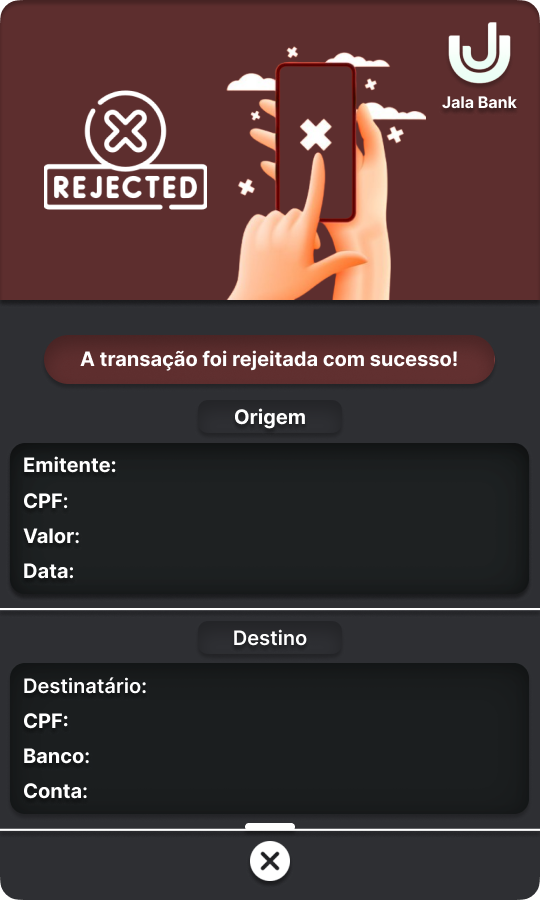 Jala Bank
REJECTED
A transação foi rejeitada com sucesso!
Origem
Emitente:
CPF:
Valor:
Data:
Destino
Destinatário:
CPF:
Banco:
Conta: